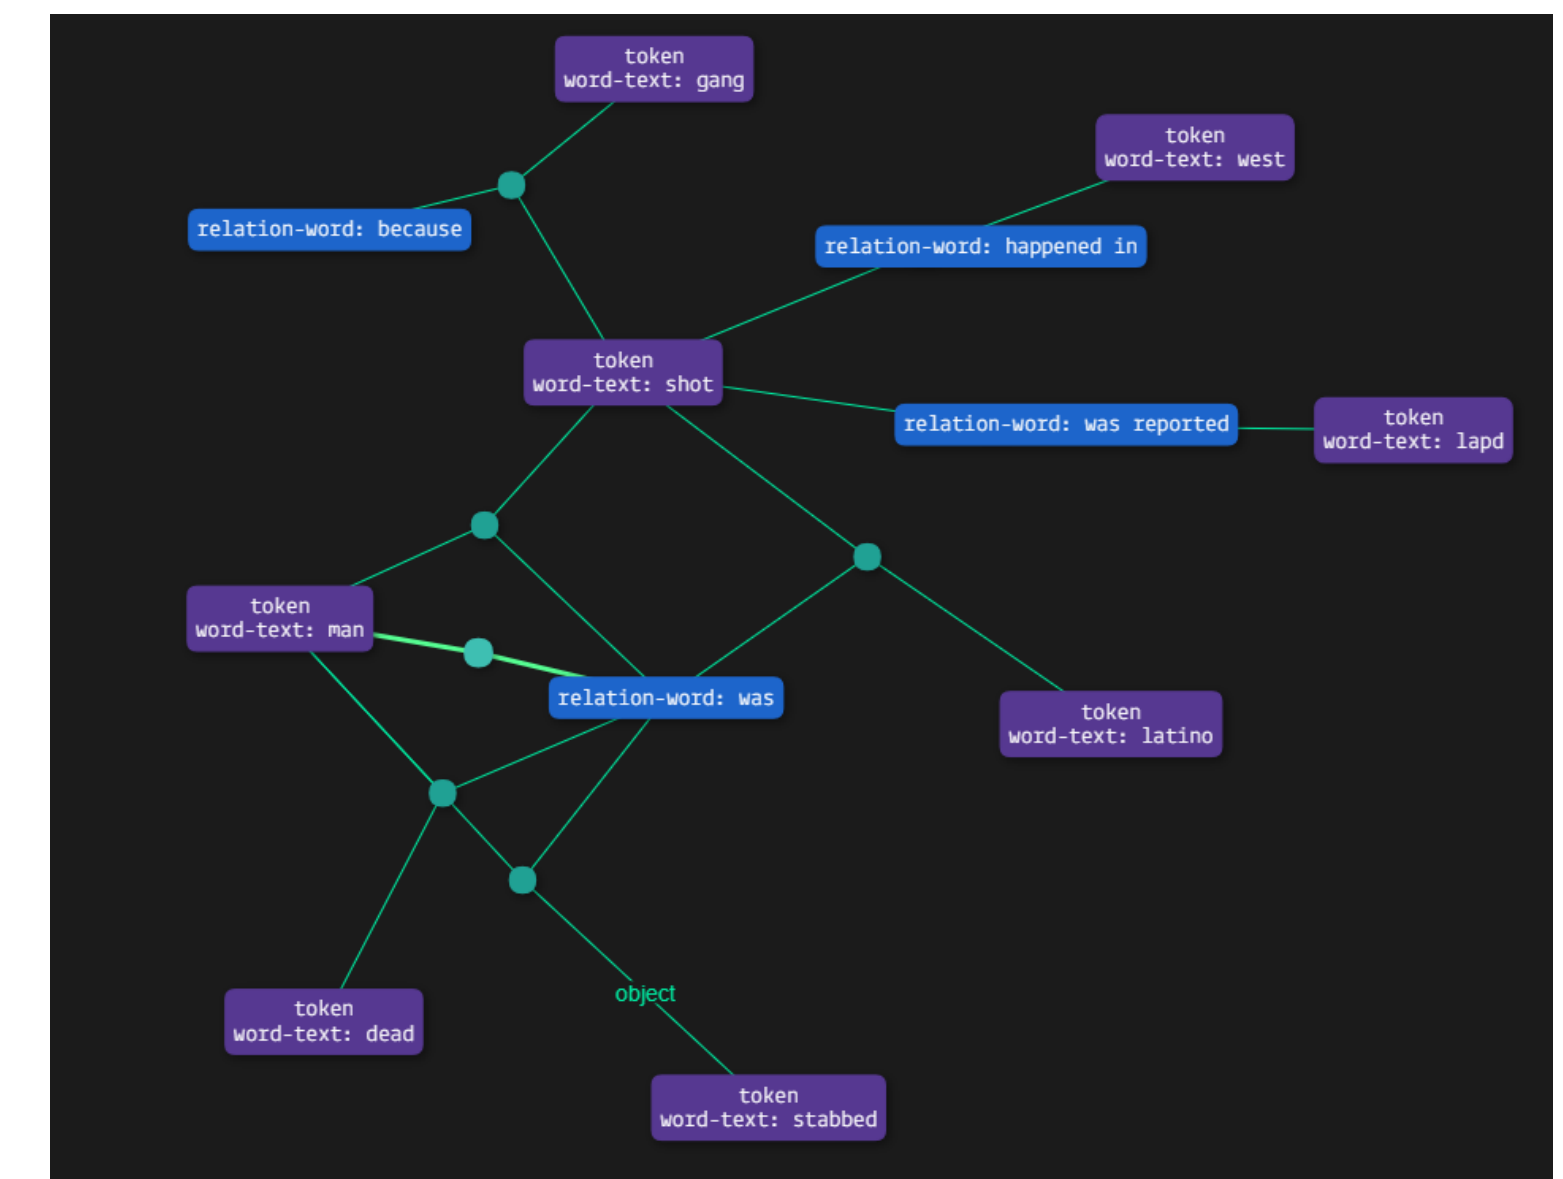 token
word-text: gang
token
word-text: west
relation-word: because
relation-word: happened in
token
word-text: shot
relation-word: was reported
token
word-text: lapd
token
word-text: man
relation-word: was
token
word-text: latino
object
token
word-text: dead
token
word-text: stabbed